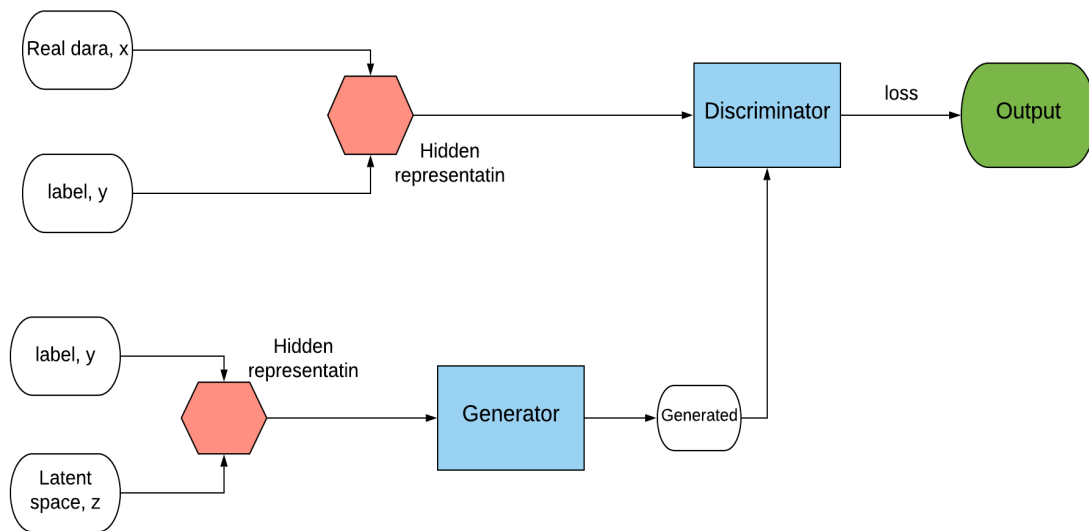 Real dara, x
label, y
Hidden
representatin
Discriminator
loss
Output
label, y
Hidden
representatin
Latent
space, z
Generator
Generated